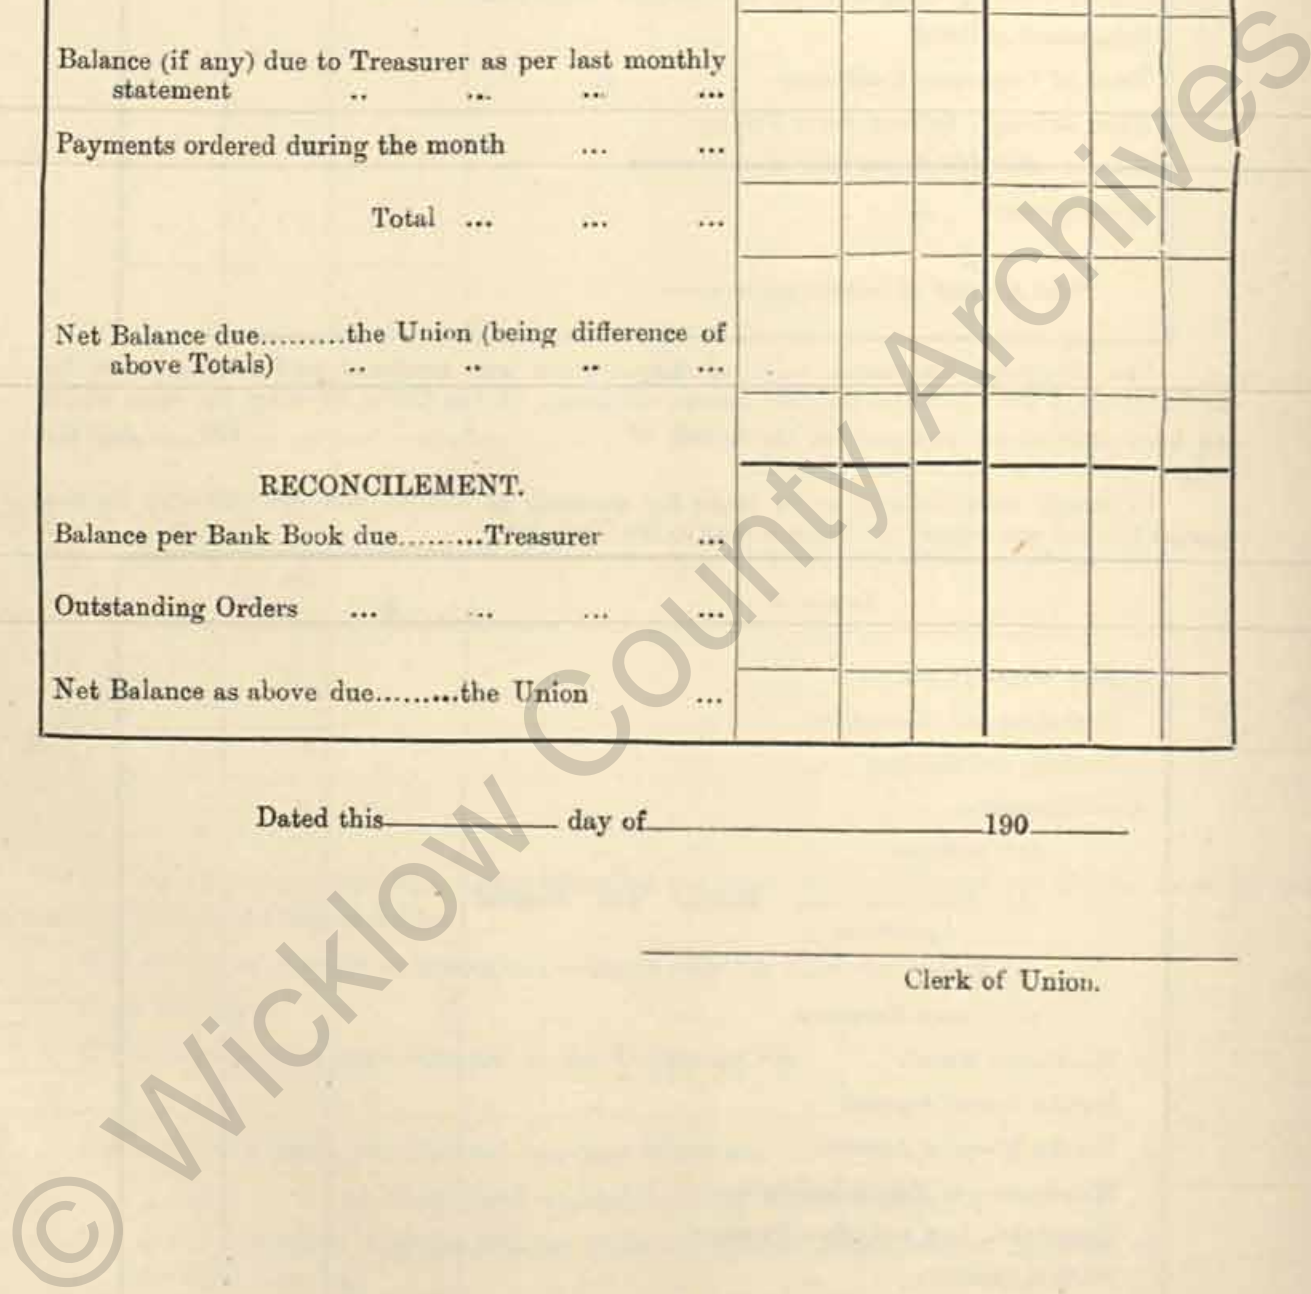 Balance (if any) due to Treasurer as per last monthly
statement .. ... ... ...
Payments ordered during the month ... ...
Total ... ... ...
Net Balance due.........the Union (being difference of
above Totals) .. .. .. ...
RECONCILEMENT.
Balance per Bank Book due.........Treasurer ...
Outstanding Orders ... ... ... ...
Net Balance as above due.........the Union ...
Dated this day of 190
Clerk of Union.
© Wicklow County Archives